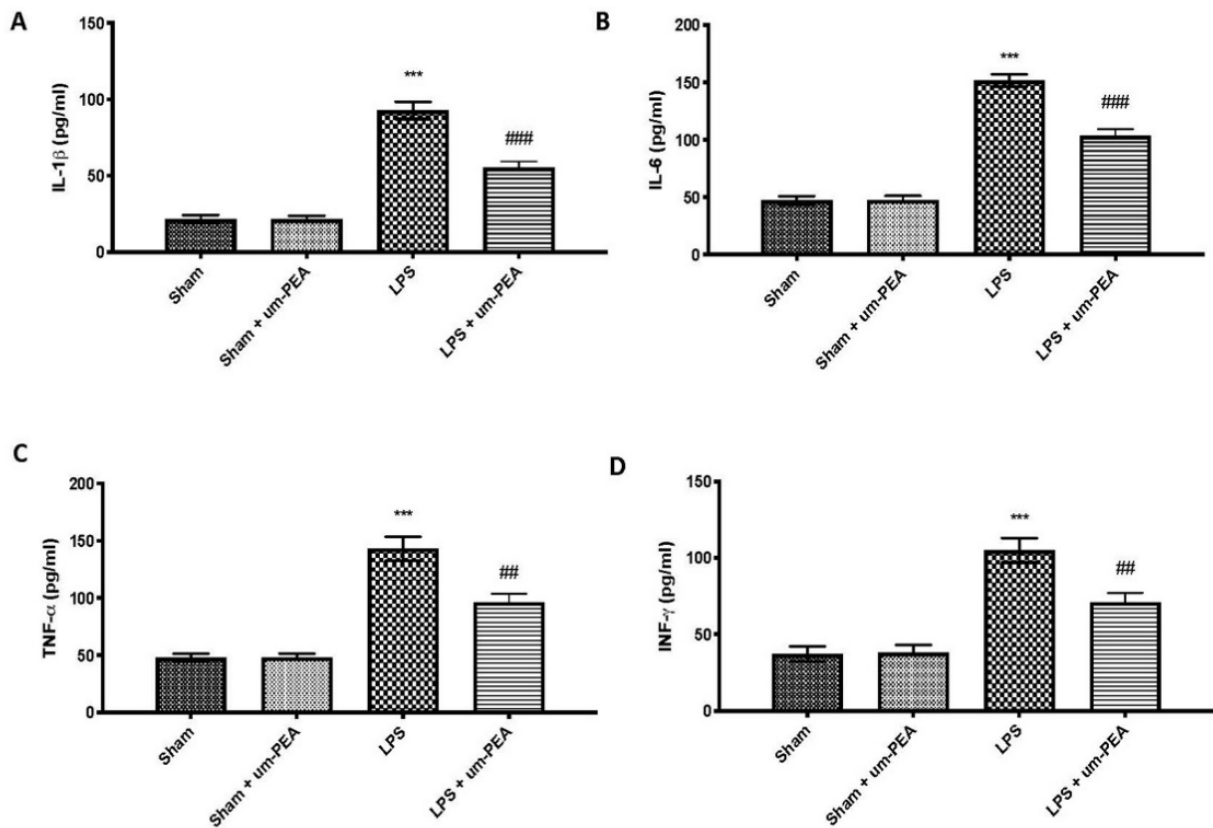 A
IL-1β (pg/ml)
150
100
50
0
***
###
Sham
Sham + um-PEA
LPS
LPS + um-PEA
B
IL-6 (pg/ml)
200
150
100
50
0
***
###
Sham
Sham + um-PEA
LPS
LPS + um-PEA
C
TNF-α (pg/ml)
200
150
100
50
0
***
##
Sham
Sham + um-PEA
LPS
LPS + um-PEA
D
INF-γ (pg/ml)
150
100
50
0
***
##
Sham
Sham + um-PEA
LPS
LPS + um-PEA